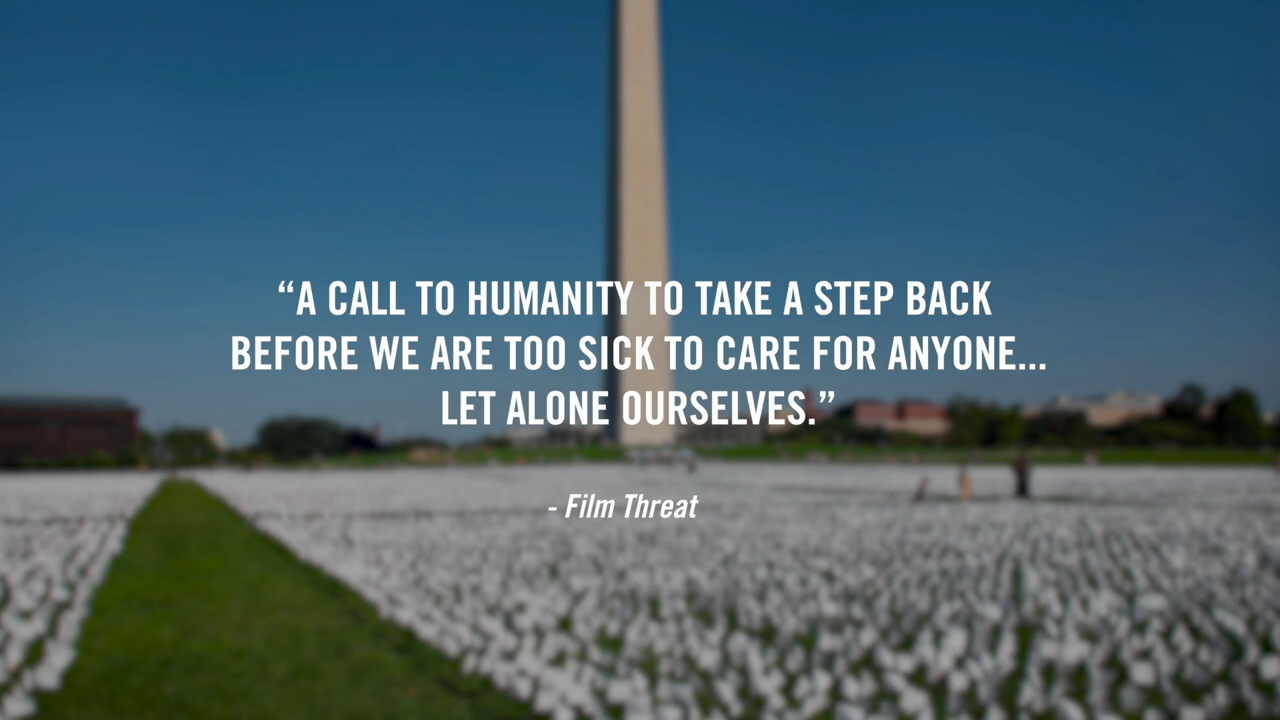 “A CALL TO HUMANITY TO TAKE A STEP BACK
BEFORE WE ARE TOO SICK TO CARE FOR ANYONE...
LET ALONE OURSELVES.”
- Film Threat